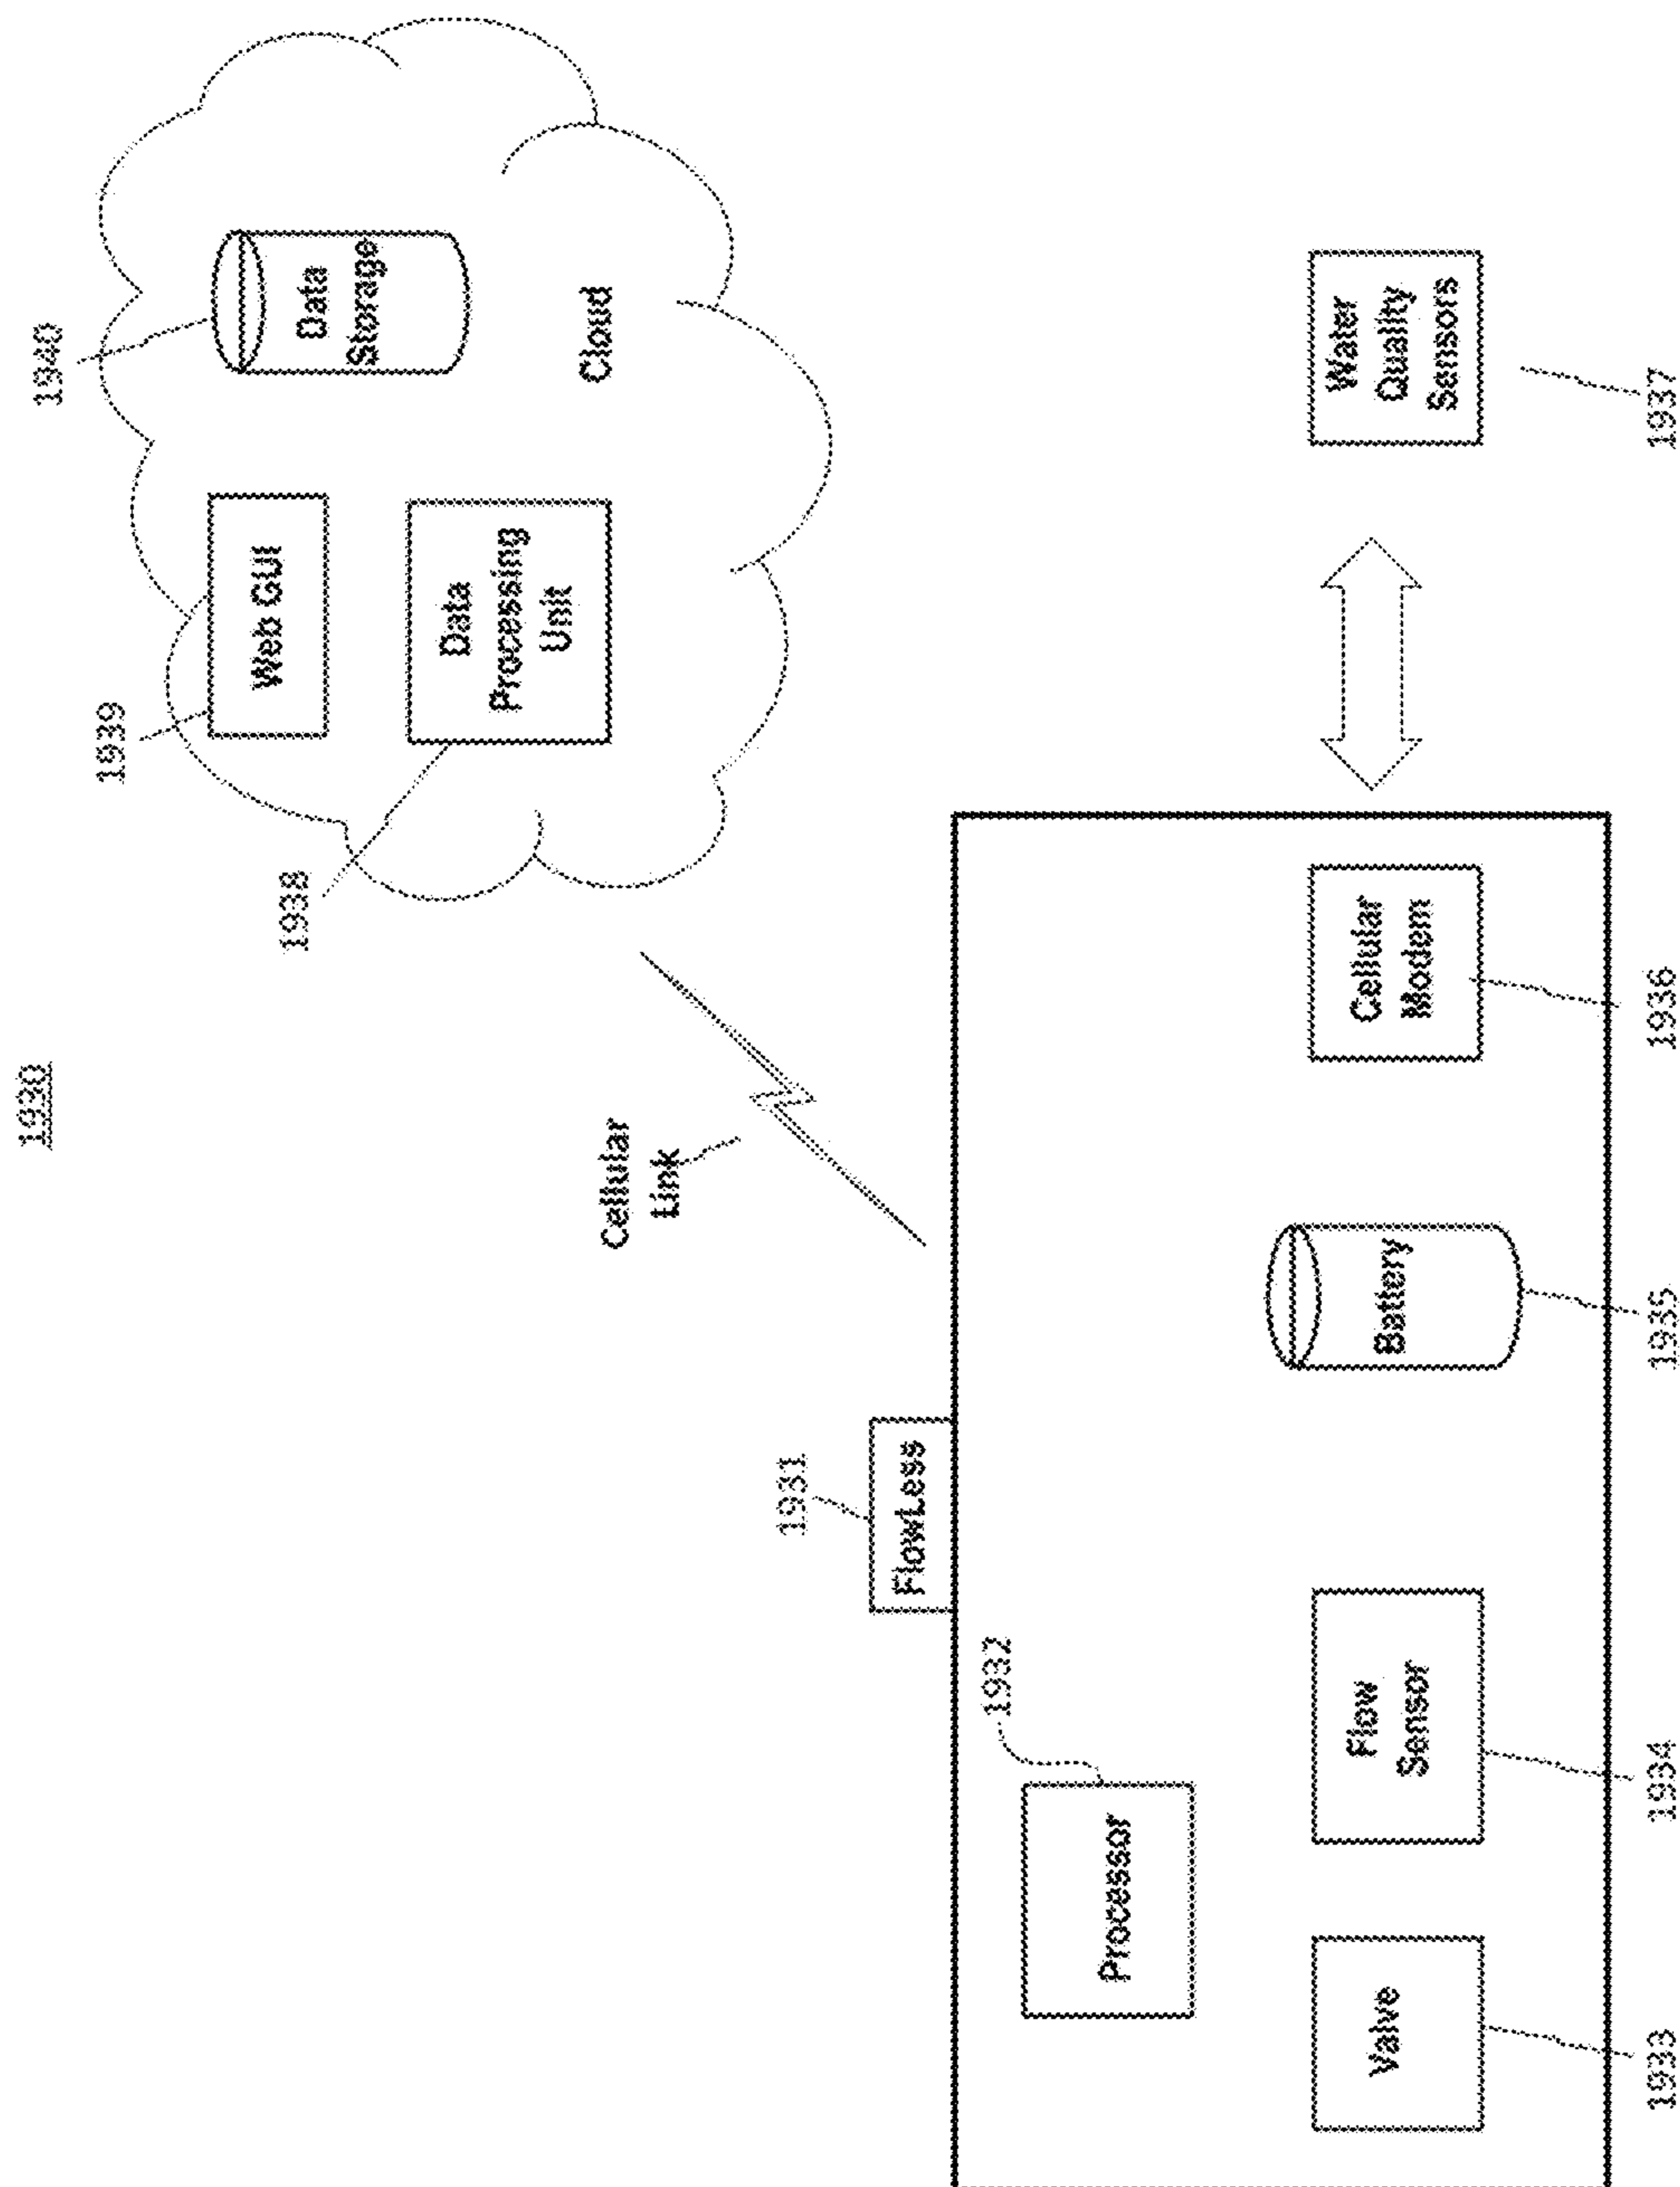 1930
1940
1939
Data
Storage
Web GUI
1938
Data
Processing
Unit
Cloud
Cellular
Link
1931
FlowLess
1932
Processor
Valve
Flow
Sensor
Battery
Cellular
Modem
Water
Quality
Sensors
1933
1934
1935
1936
1937